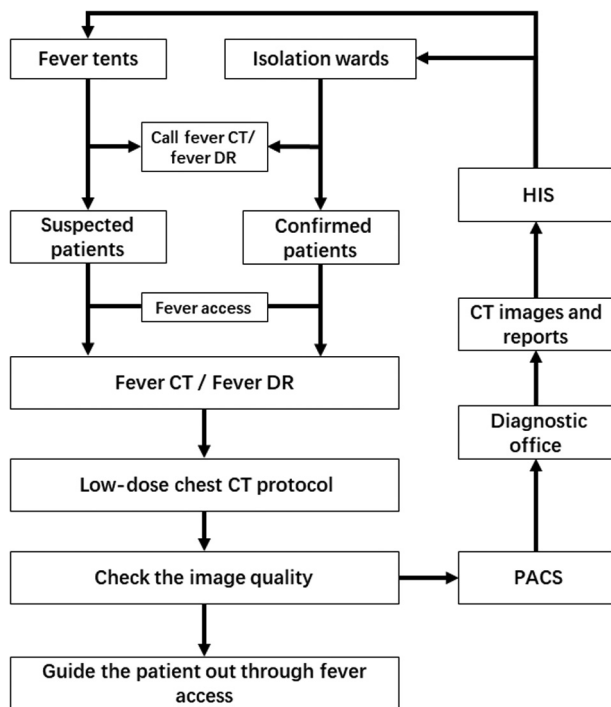 Fever tents
Isolation wards
Call fever CT/
fever DR
HIS
Suspected
patients
Confirmed
patients
Fever access
CT images and
reports
Fever CT / Fever DR
Diagnostic
office
Low-dose chest CT protocol
Check the image quality
PACS
Guide the patient out through fever
access